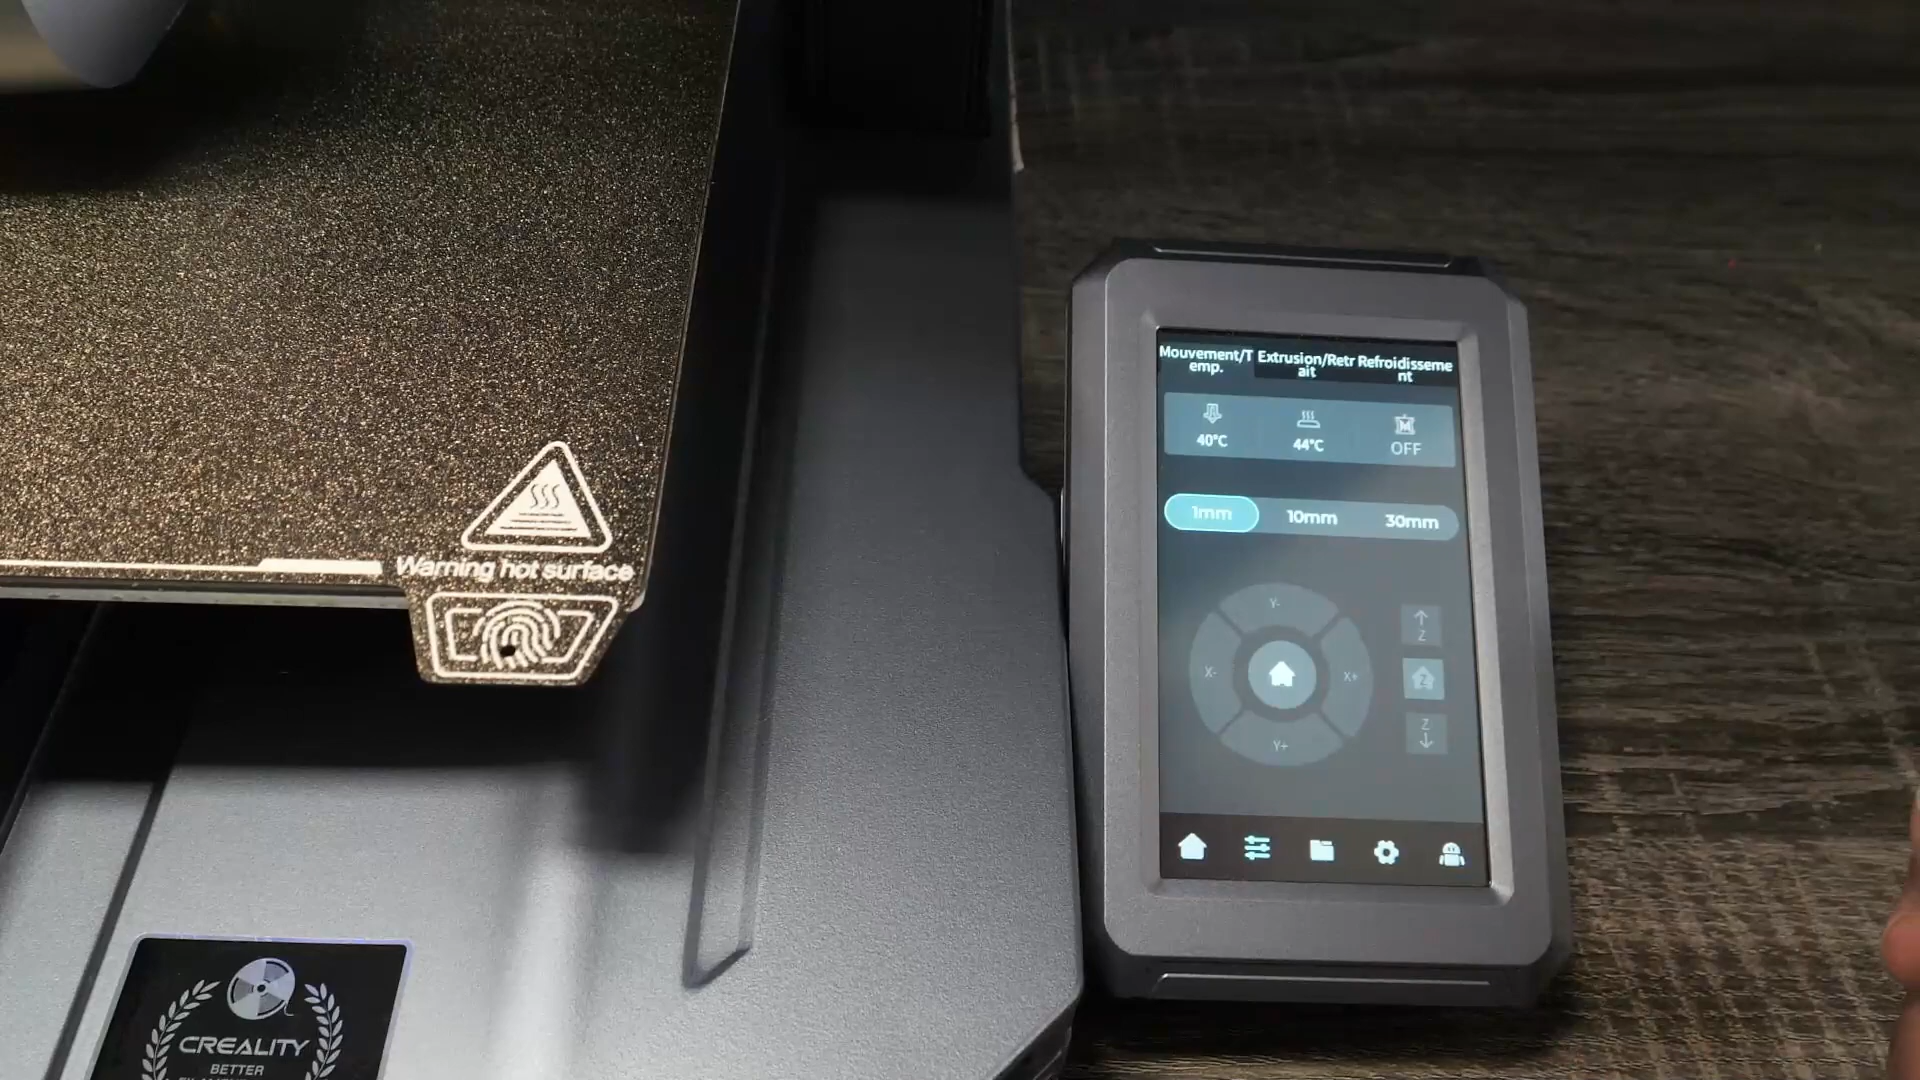 Mouvement/T
emp.
Extrusion/Retr
ait
Refroidisseme
nt
40°C
44°C
M
OFF
1mm
10mm
30mm
Y-
X-
X+
Y+
Z
Z
Z
Warning hot surface
CREALITY
BETTER